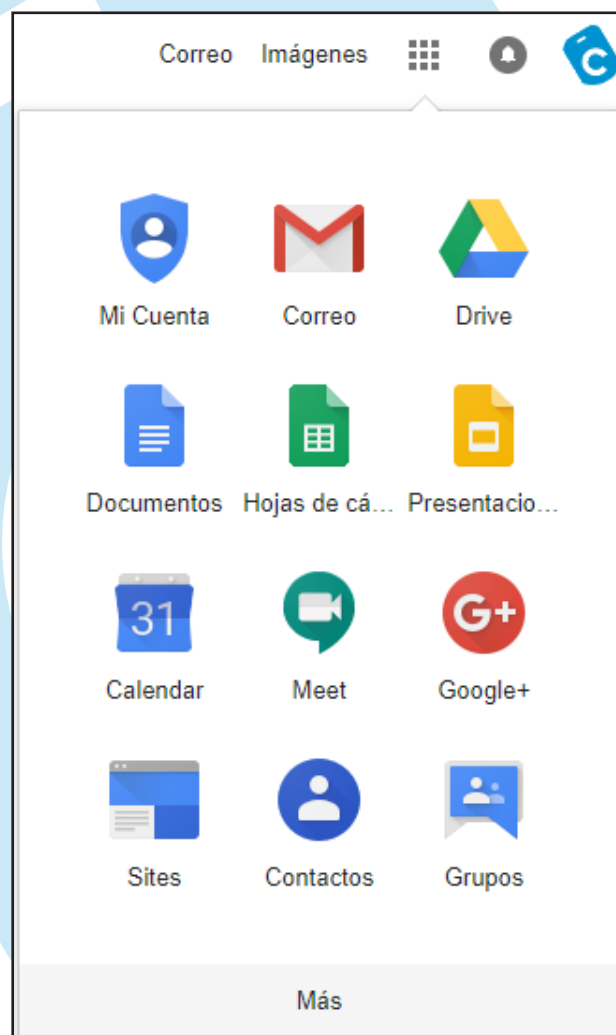 Correo Imágenes
Mi Cuenta Correo Drive
Documentos Hojas de cá... Presentacio...
31 G+
Calendar Meet Google+
Sites Contactos Grupos
Más